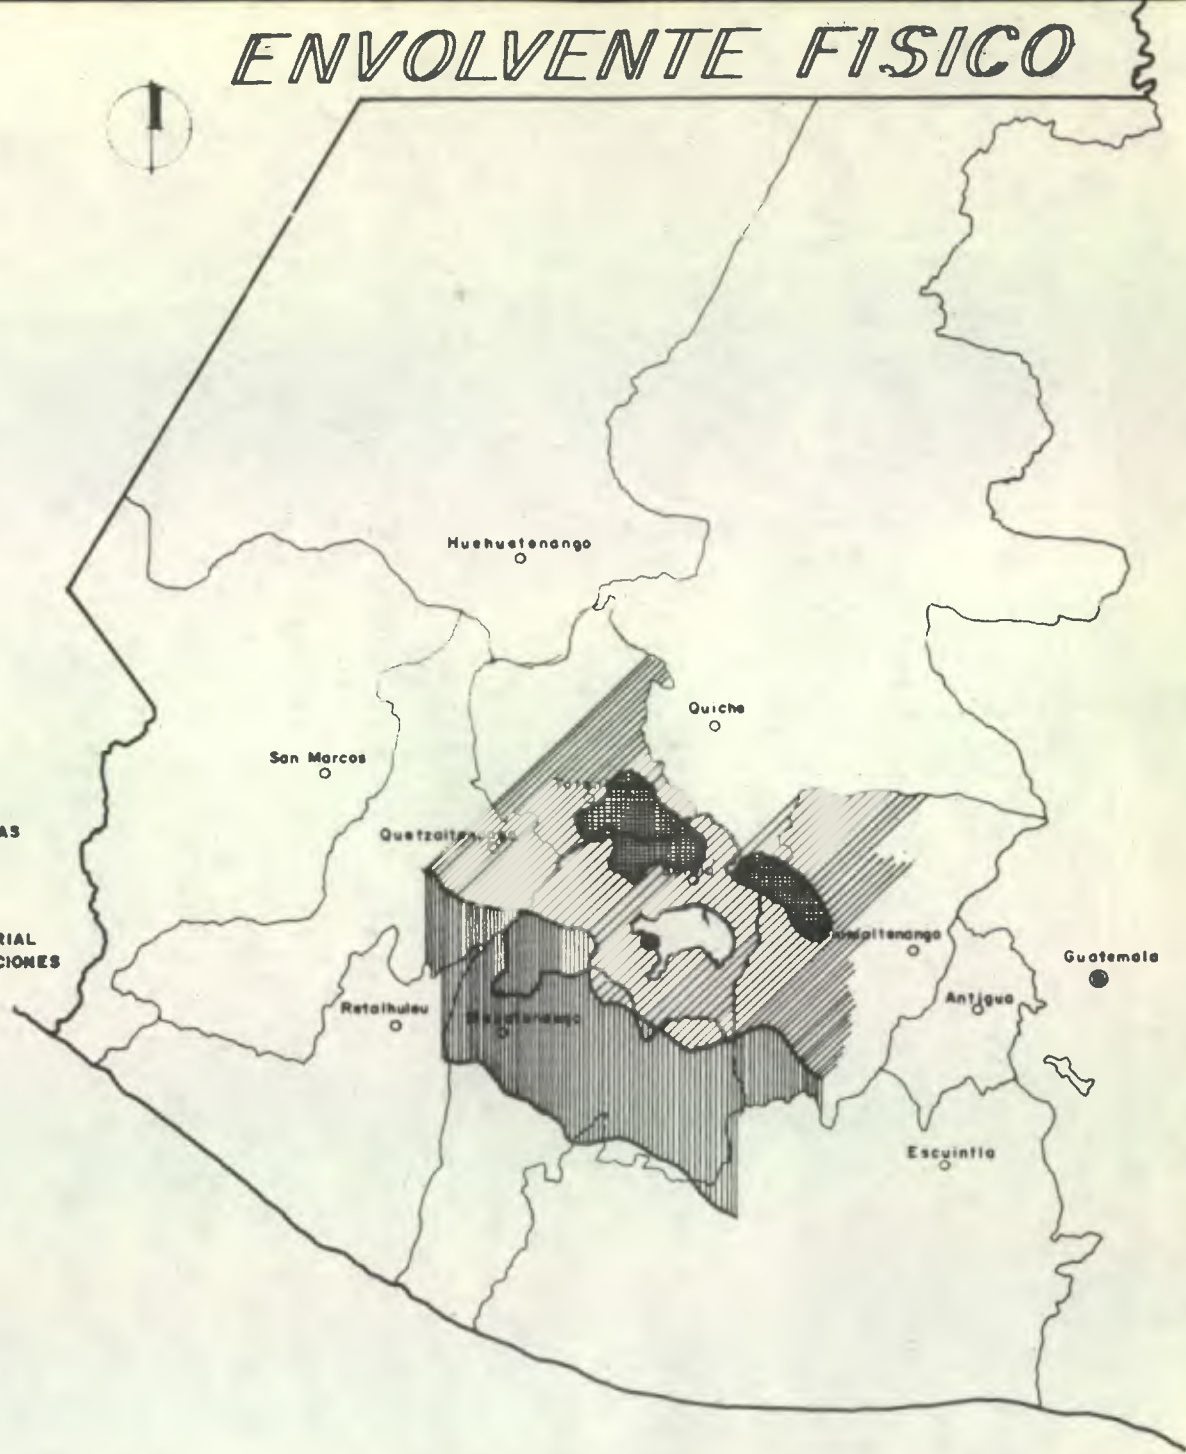 ENVOLVENTE FISICO
Huehuetenango
Quiche
San Marcos
AS
RIAL
CIONES
Guatemala
Retalhuleu
Antigua
Escuintla